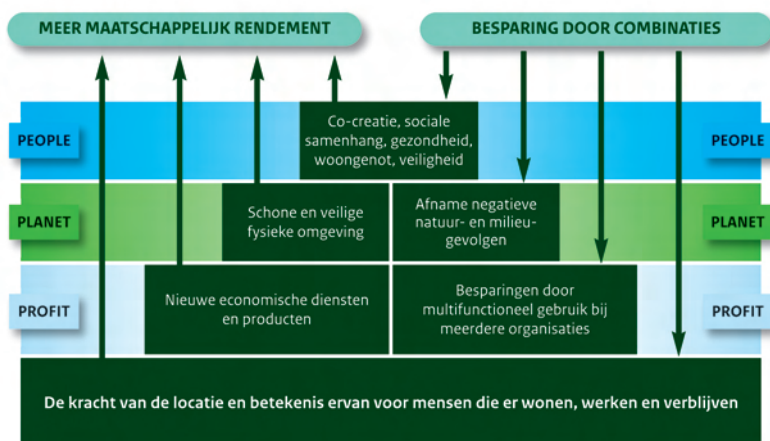 MEER MAATSCHAPPELIJK RENDEMENT
BESPARING DOOR COMBINATIES
PEOPLE
Co-creatie, sociale
samenhang, gezondheid,
woongenot, veiligheid
PEOPLE
PLANET
Schone en veilige
fysieke omgeving
Afname negatieve
natuur- en milieu-
gevolgen
PLANET
PROFIT
Nieuwe economische diensten
en producten
Besparingen door
multifunctioneel gebruik bij
meerdere organisaties
PROFIT
De kracht van de locatie en betekenis ervan voor mensen die er wonen, werken en verblijven